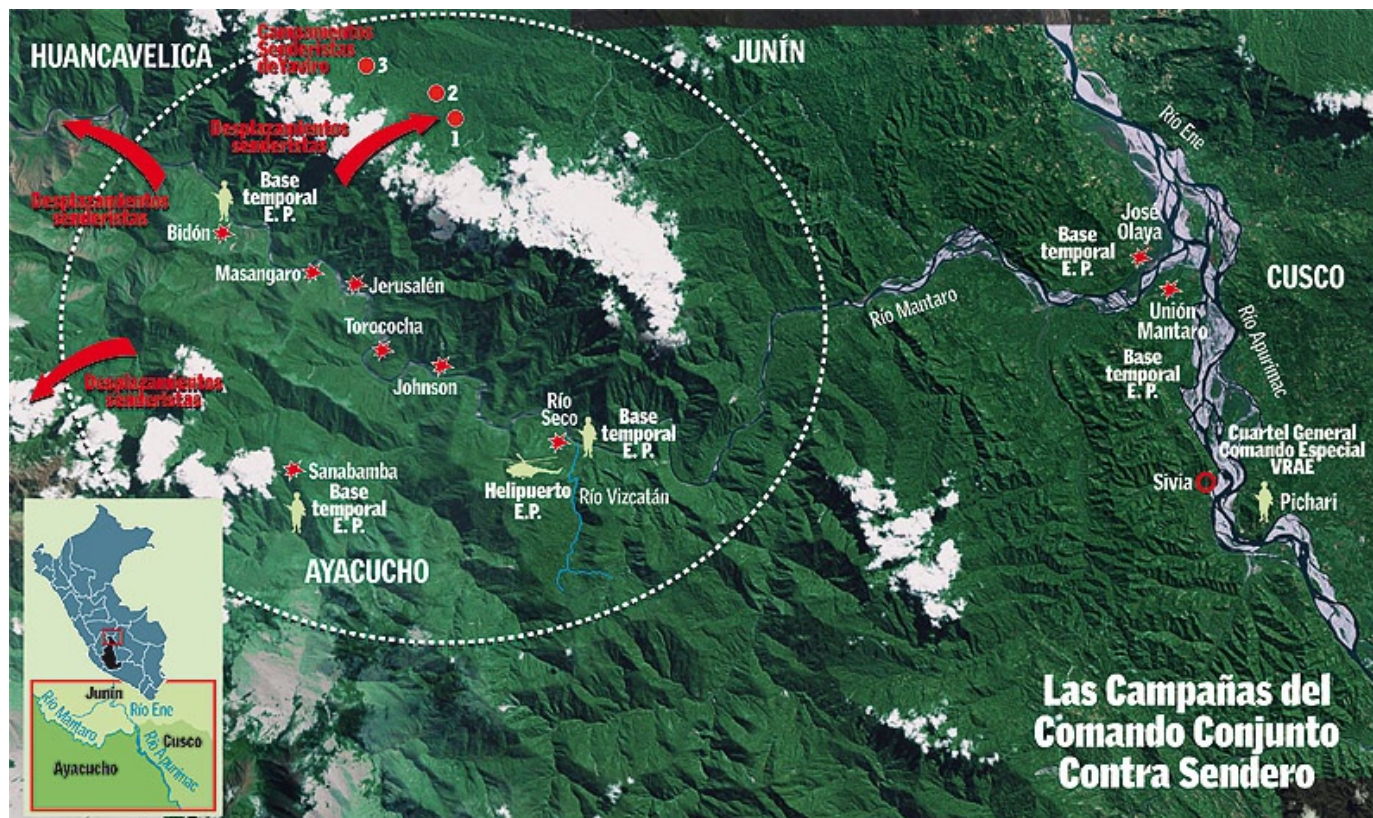 HUANCAVELICA
Campamentos
Senderistas
de Yaviro
3
2
1
JUNÍN
Desplazamientos
senderistas
Desplazamientos
senderistas
Base
temporal
E. P.
Bidón
Masangaro
Jerusalén
Torococha
Johnson
Desplazamientos
senderistas
Río
Seco
Base
temporal
E. P.
Helipuerto
E.P.
Río Vizcatán
Sanabamba
Base
temporal
E. P.
AYACUCHO
Río Ene
José
Olaya
Base
temporal
E. P.
Río Mantaro
CUSCO
Unión
Mantaro
Río Apurímac
Base
temporal
E. P.
Cuartel General
Comando Especial
VRAE
Sivia
Pichari
Junín
Río Mantaro
Río Ene
Cusco
Río Apurimac
Ayacucho
Las Campañas del
Comando Conjunto
Contra Sendero